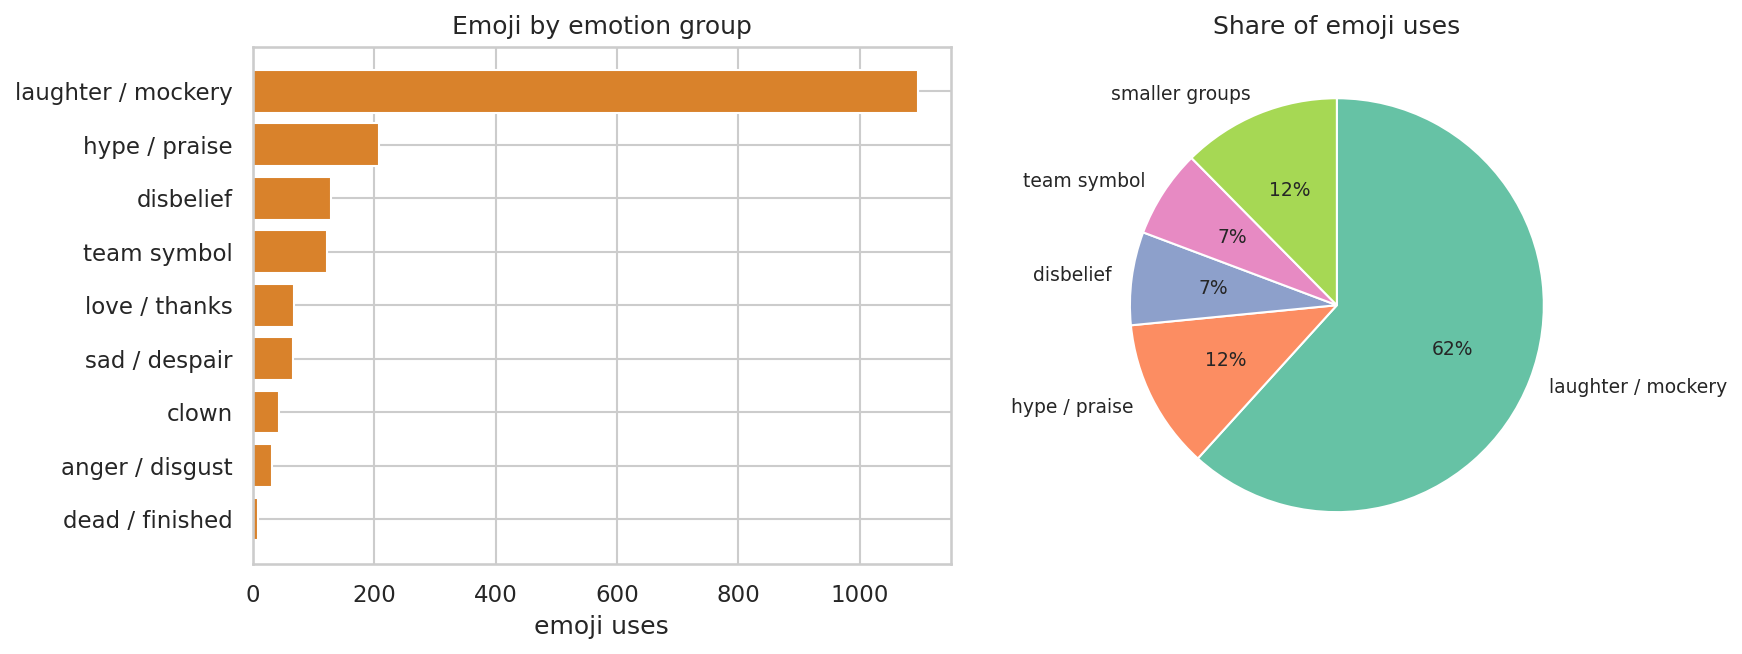 Emoji by emotion group
laughter / mockery
hype / praise
disbelief
team symbol
love / thanks
sad / despair
clown
anger / disgust
dead / finished
0 200 400 600 800 1000
emoji uses
Share of emoji uses
smaller groups
12%
team symbol
7%
disbelief
7%
hype / praise
12%
62%
laughter / mockery